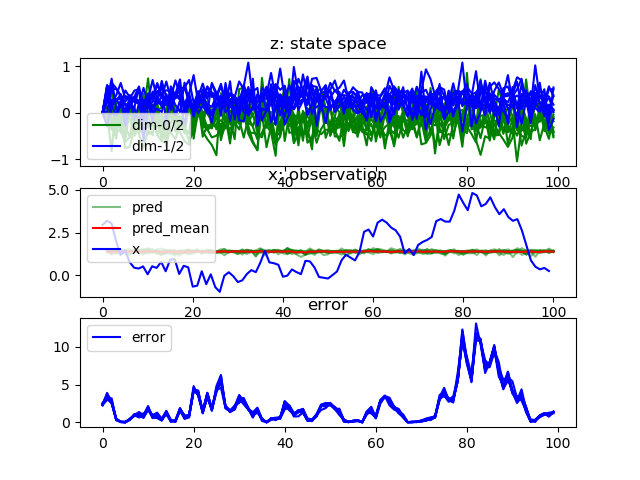 z: state space
1
0
−1
dim-0/2
dim-1/2
0 20 40 60 80 100
x: observation
5.0
2.5
0.0
pred
pred_mean
x
0 20 40 60 80 100
error
10
5
0
error
0 20 40 60 80 100